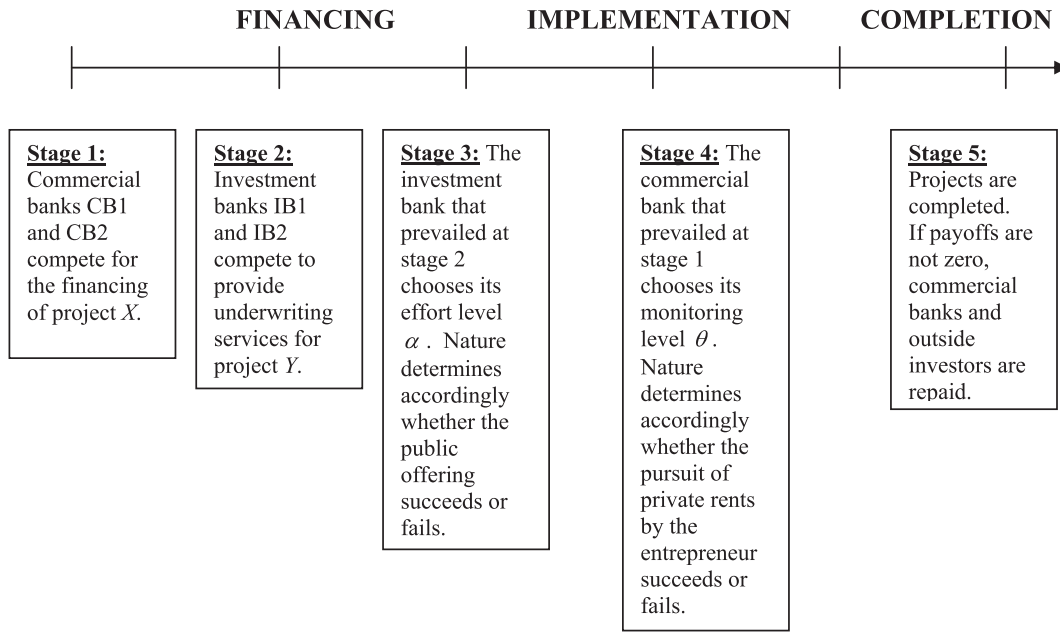 FINANCING IMPLEMENTATION COMPLETION
Stage 1:
Commercial
banks CB1
and CB2
compete for
the financing
of project X.
Stage 2:
Investment
banks IB1
and IB2
compete to
provide
underwriting
services for
project Y.
Stage 3: The
investment
bank that
prevailed at
stage 2
chooses its
effort level
α . Nature
determines
accordingly
whether the
public
offering
succeeds or
fails.
Stage 4: The
commercial
bank that
prevailed at
stage 1
chooses its
monitoring
level θ .
Nature
determines
accordingly
whether the
pursuit of
private rents
by the
entrepreneur
succeeds or
fails.
Stage 5:
Projects are
completed.
If payoffs are
not zero,
commercial
banks and
outside
investors are
repaid.